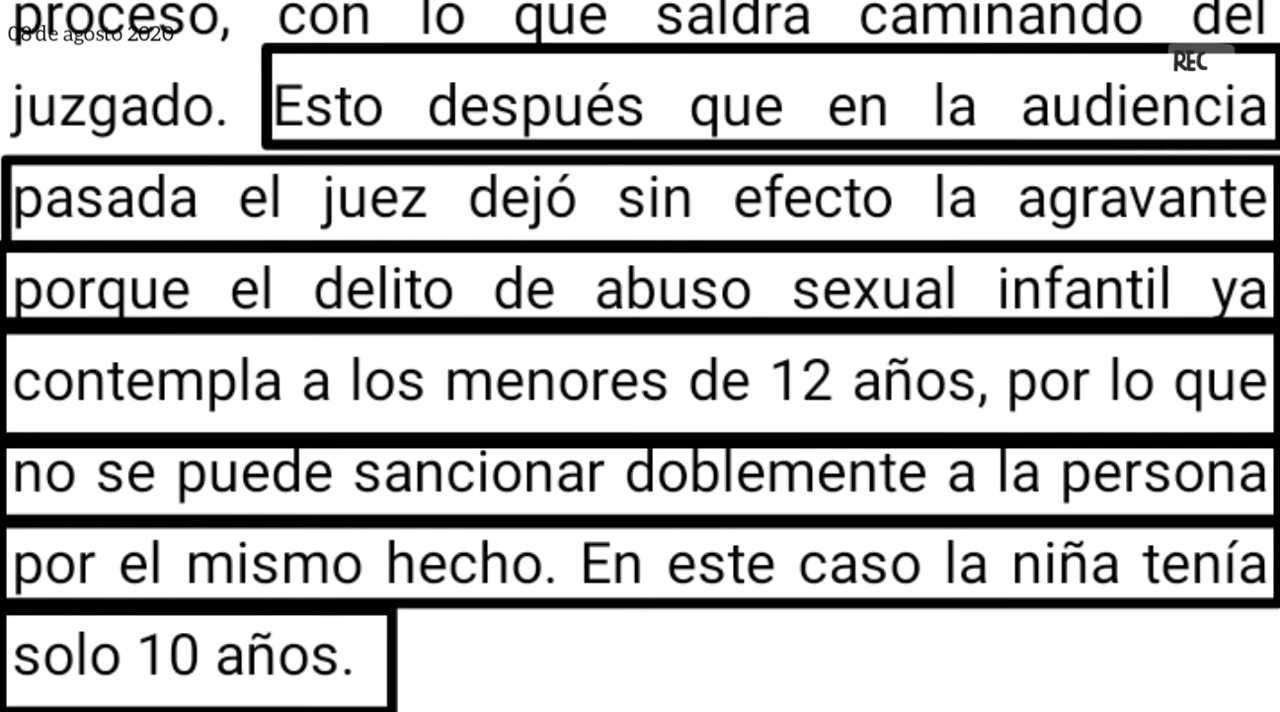 proceso, con lo que saldrá caminando del
08 de agosto 2020
REC
juzgado. Esto después que en la audiencia
pasada el juez dejó sin efecto la agravante
porque el delito de abuso sexual infantil ya
contempla a los menores de 12 años, por lo que
no se puede sancionar doblemente a la persona
por el mismo hecho. En este caso la niña tenía
solo 10 años.